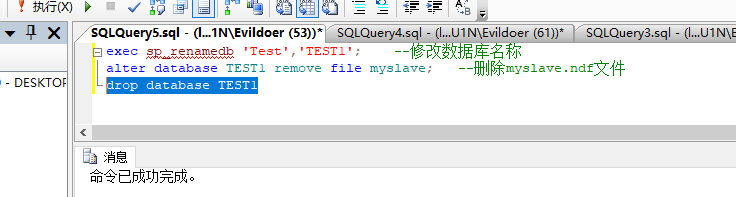 执行(X)
SQLQuery5.sql - (l...1N\Evildoer (53))* SQLQuery4.sql - (l...U1N\Evildoer (61))* SQLQuery3.sql - (l...U1N\Evi
) - DESKTOP
exec sp_renamedb 'Test','TEST1'; --修改数据库名称
alter database TEST1 remove file myslave; --删除myslave.ndf文件
drop database TEST1
消息
命令已成功完成。